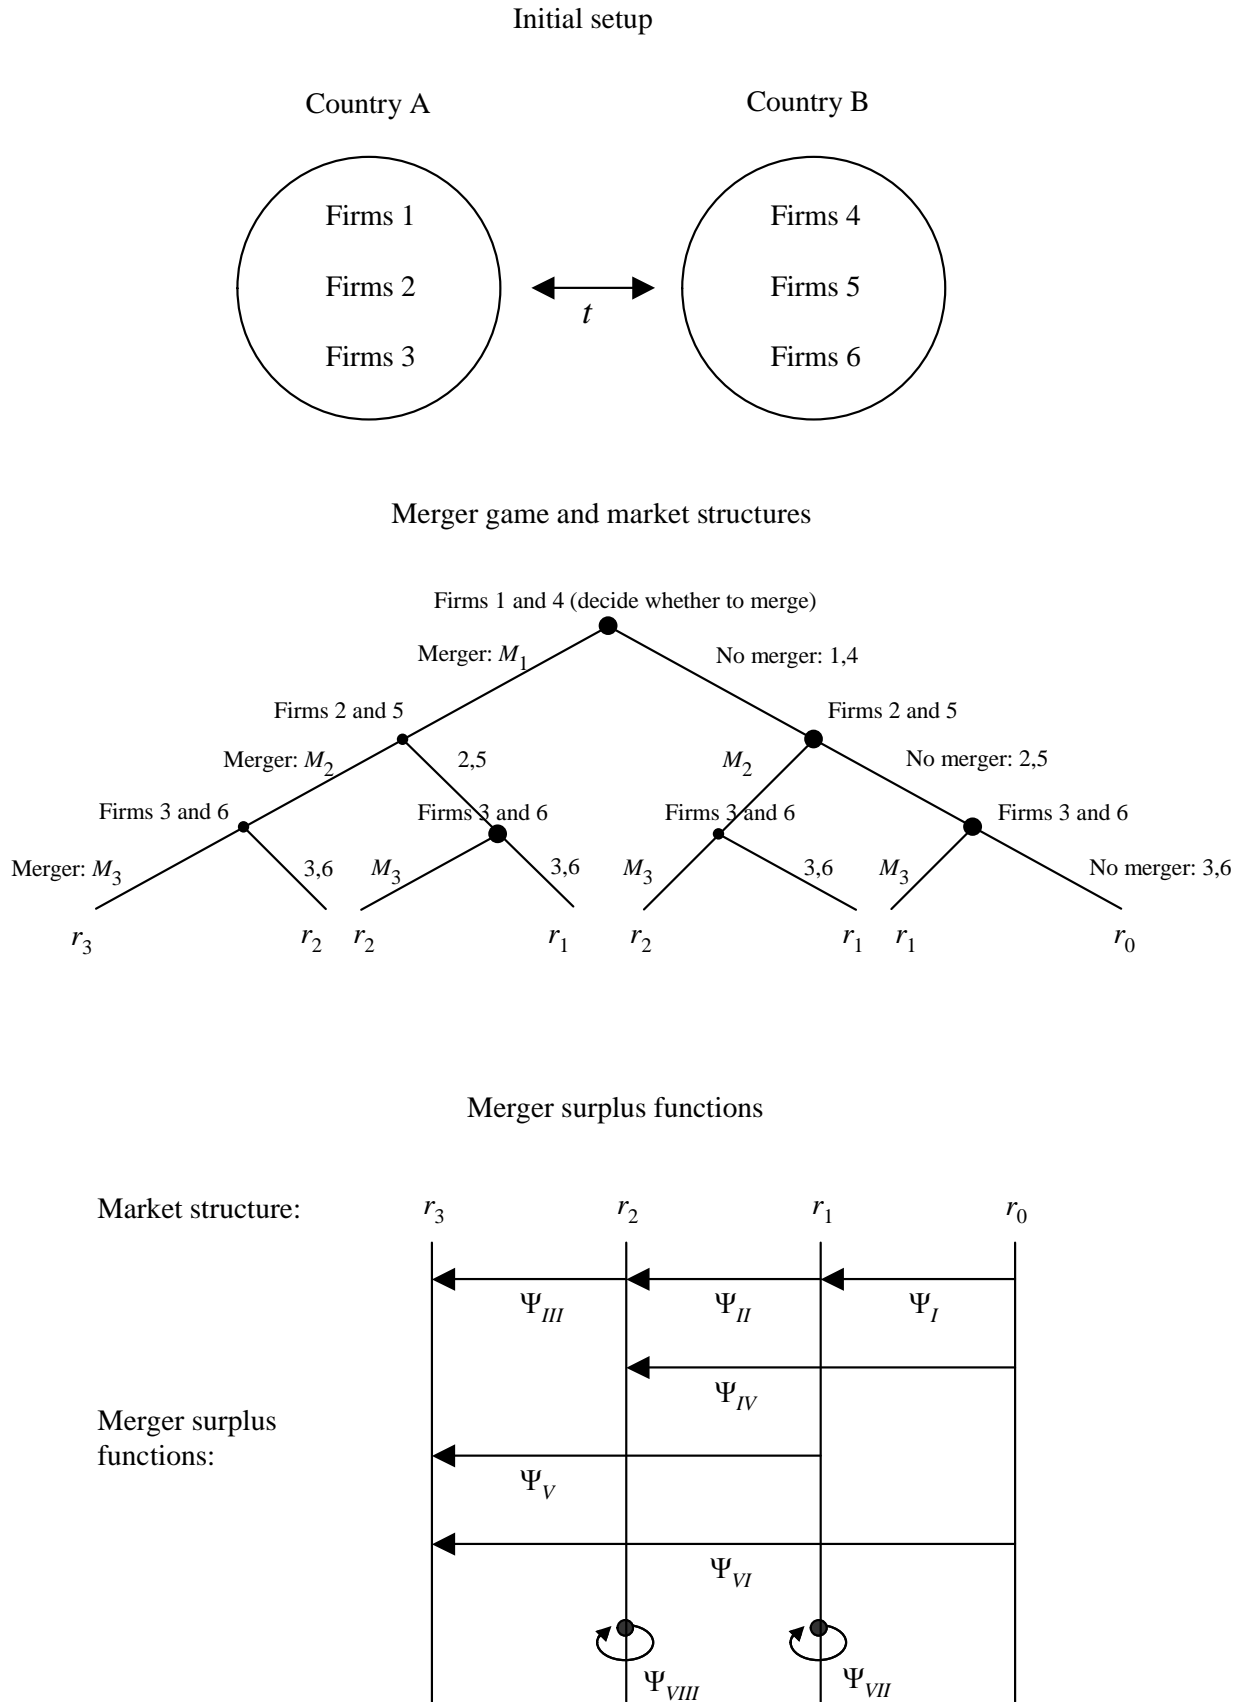 Initial setup
Country A
Country B
Firms 1
Firms 4
Firms 2
Firms 5
t
Firms 3
Firms 6
Merger game and market structures
Firms 1 and 4 (decide whether to merge)
Merger: M1
No merger: 1,4
Firms 2 and 5
Firms 2 and 5
Merger: M2
2,5
M2
No merger: 2,5
Firms 3 and 6
Firms 3 and 6
Firms 3 and 6
Firms 3 and 6
Merger: M3
3,6
M3
3,6
M3
3,6
M3
No merger: 3,6
r3
r2
r2
r1
r2
r1
r1
r0
Merger surplus functions
Market structure:
r3
r2
r1
r0
ΨIII
ΨII
ΨI
ΨIV
Merger surplus
functions:
ΨV
ΨVI
ΨVIII
ΨVII